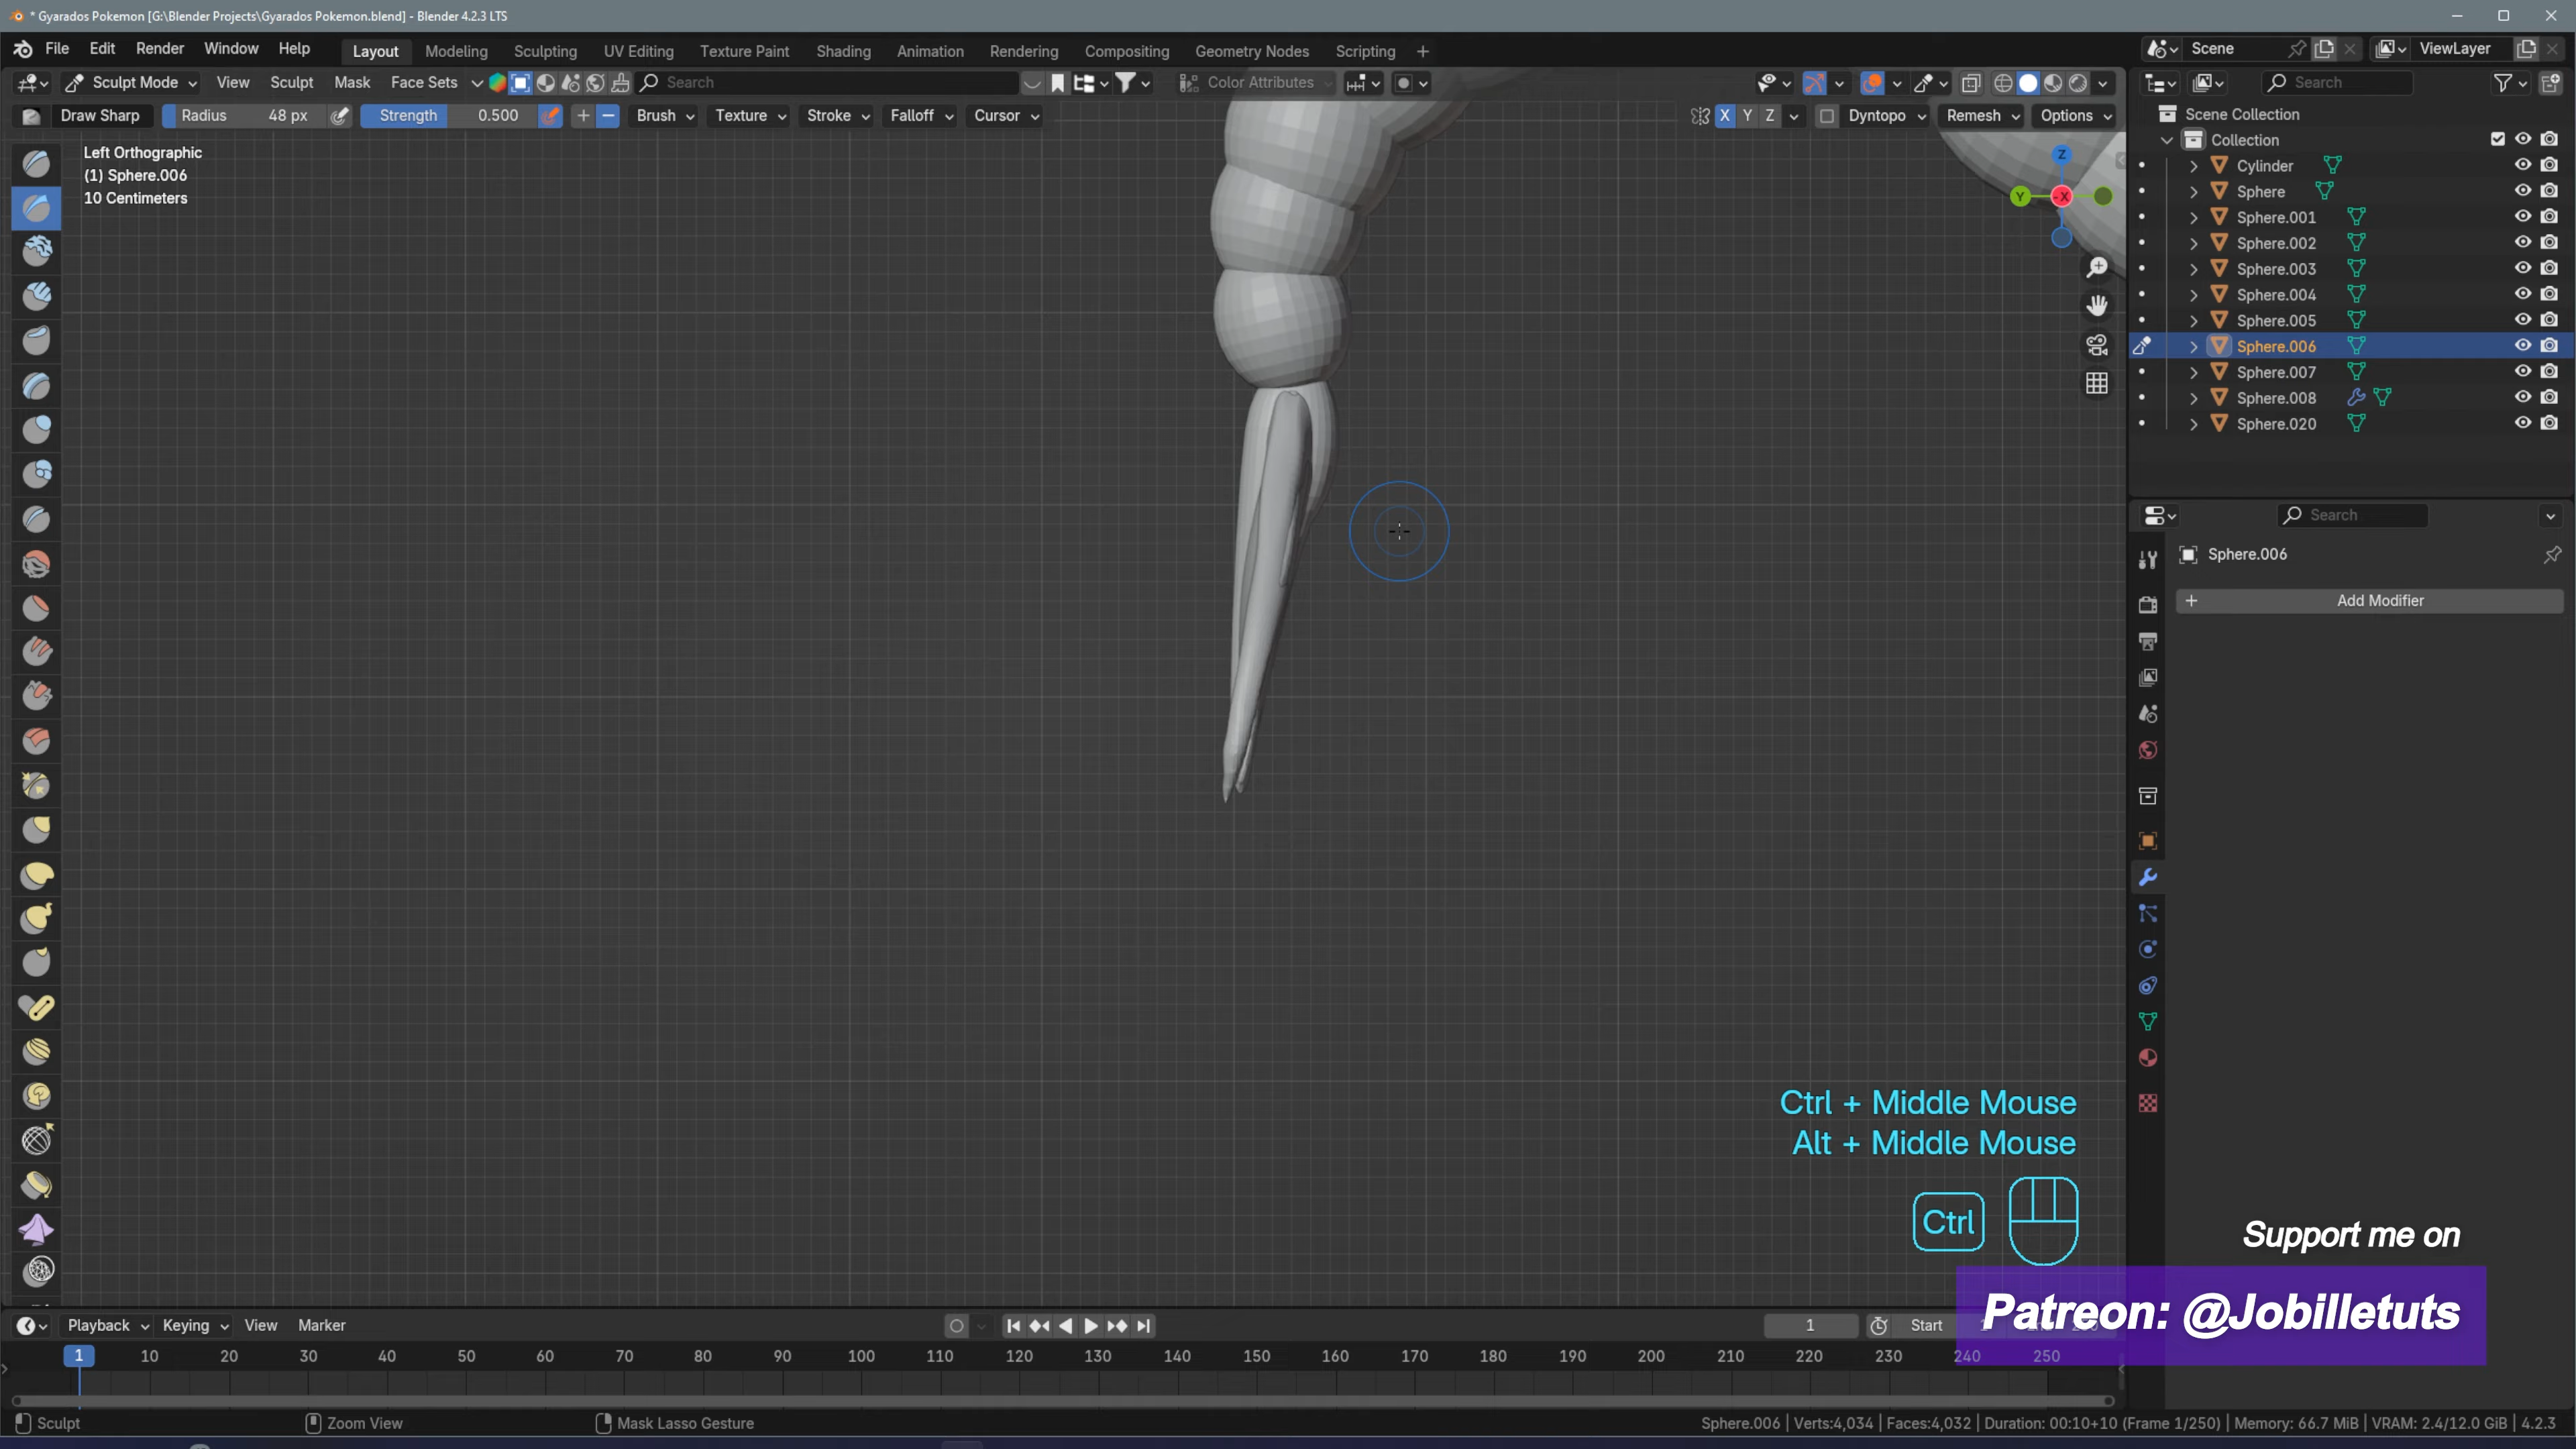 * Gyarados Pokemon [G:\Blender Projects\Gyarados Pokemon.blend] - Blender 4.2.3 LTS
File Edit Render Window Help Layout Modeling Sculpting UV Editing Texture Paint Shading Animation Rendering Compositing Geometry Nodes Scripting + Scene ViewLayer
Sculpt Mode View Sculpt Mask Face Sets Search Color Attributes Search
Draw Sharp Radius 48 px Strength 0.500 Brush Texture Stroke Falloff Cursor X Y Z Dyntopo Remesh Options
Scene Collection
Collection
Left Orthographic
(1) Sphere.006
10 Centimeters
Z
Y
X
Cylinder
Sphere
Sphere.001
Sphere.002
Sphere.003
Sphere.004
Sphere.005
Sphere.006
Sphere.007
Sphere.008
Sphere.020
Search
Sphere.006
+ Add Modifier
Ctrl + Middle Mouse
Alt + Middle Mouse
Ctrl
Support me on
Patreon: @Jobilletuts
Playback Keying View Marker 1 Start
1 10 20 30 40 50 60 70 80 90 100 110 120 130 140 150 160 170 180 190 200 210 220 230 240 250
Sculpt Zoom View Mask Lasso Gesture Sphere.006 | Verts:4,034 | Faces:4,032 | Duration: 00:10+10 (Frame 1/250) | Memory: 66.7 MiB | VRAM: 2.4/12.0 GiB | 4.2.3